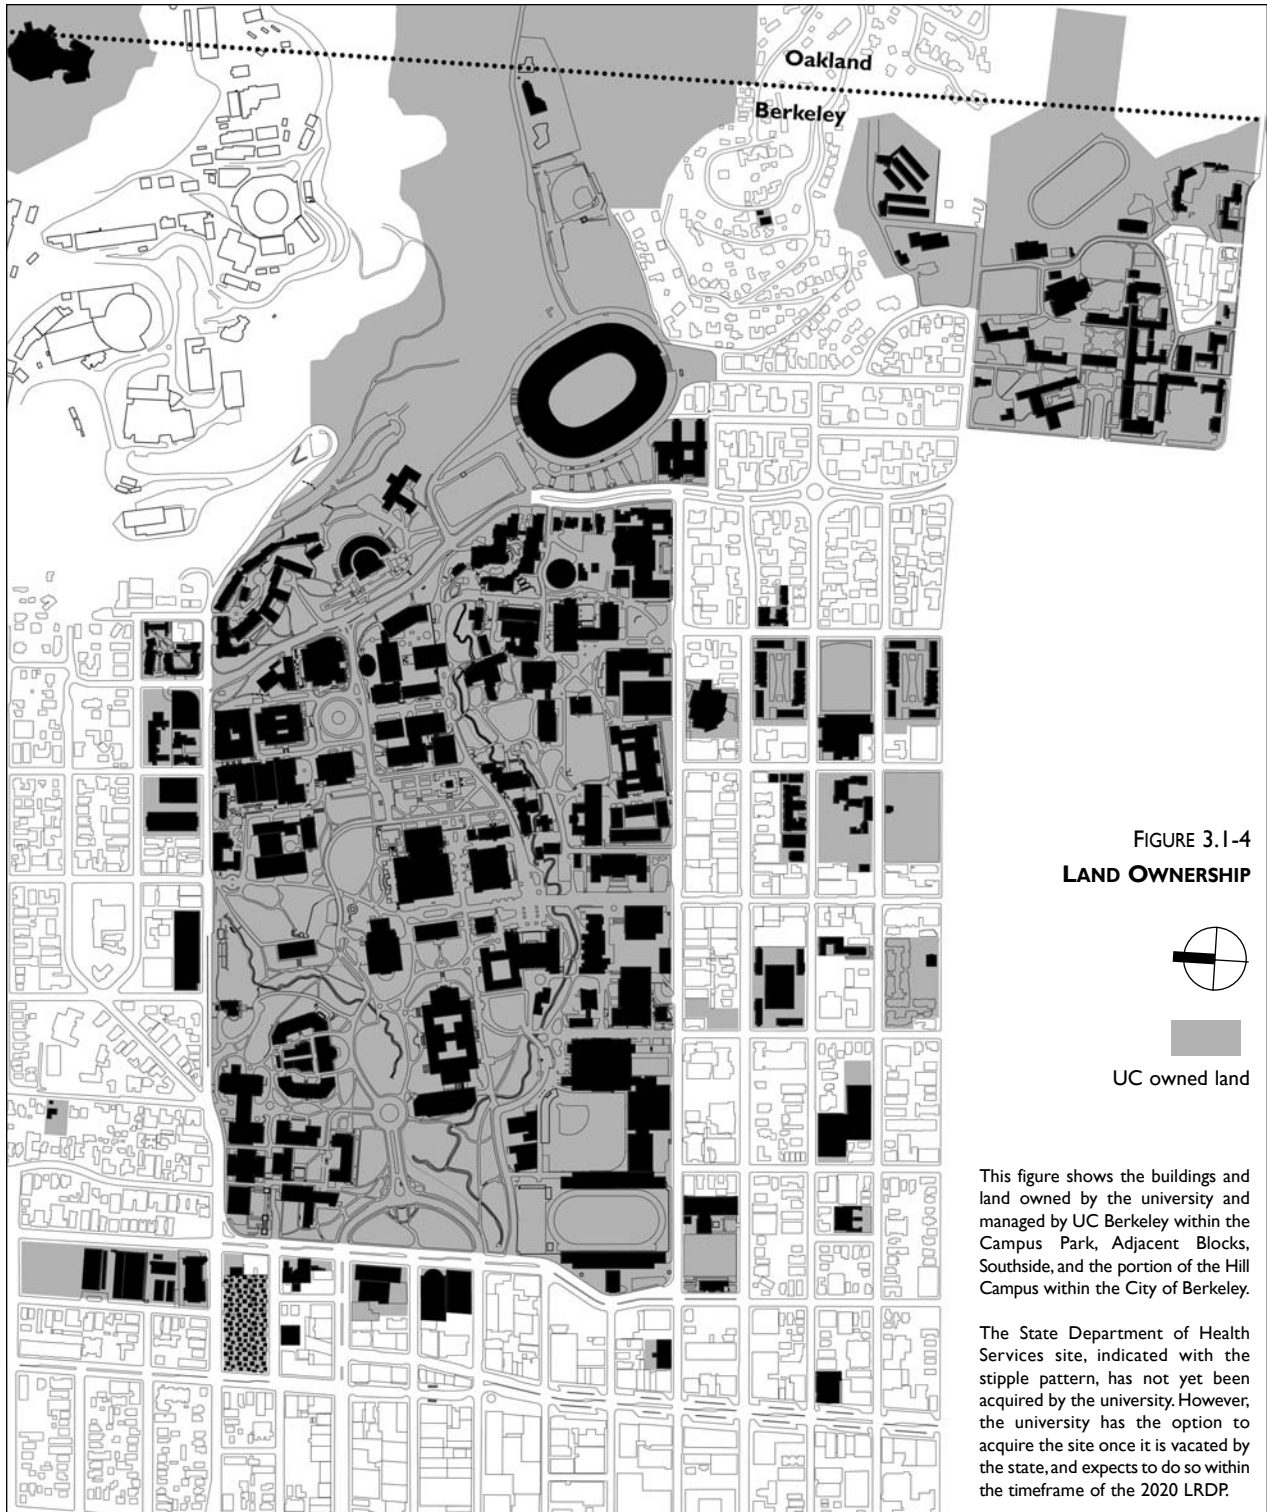 Oakland
Berkeley
FIGURE 3.1-4
LAND OWNERSHIP
UC owned land
This figure shows the buildings and
land owned by the university and
managed by UC Berkeley within the
Campus Park, Adjacent Blocks,
Southside, and the portion of the Hill
Campus within the City of Berkeley.
The State Department of Health
Services site, indicated with the
stipple pattern, has not yet been
acquired by the university. However,
the university has the option to
acquire the site once it is vacated by
the state, and expects to do so within
the timeframe of the 2020 LRDP.